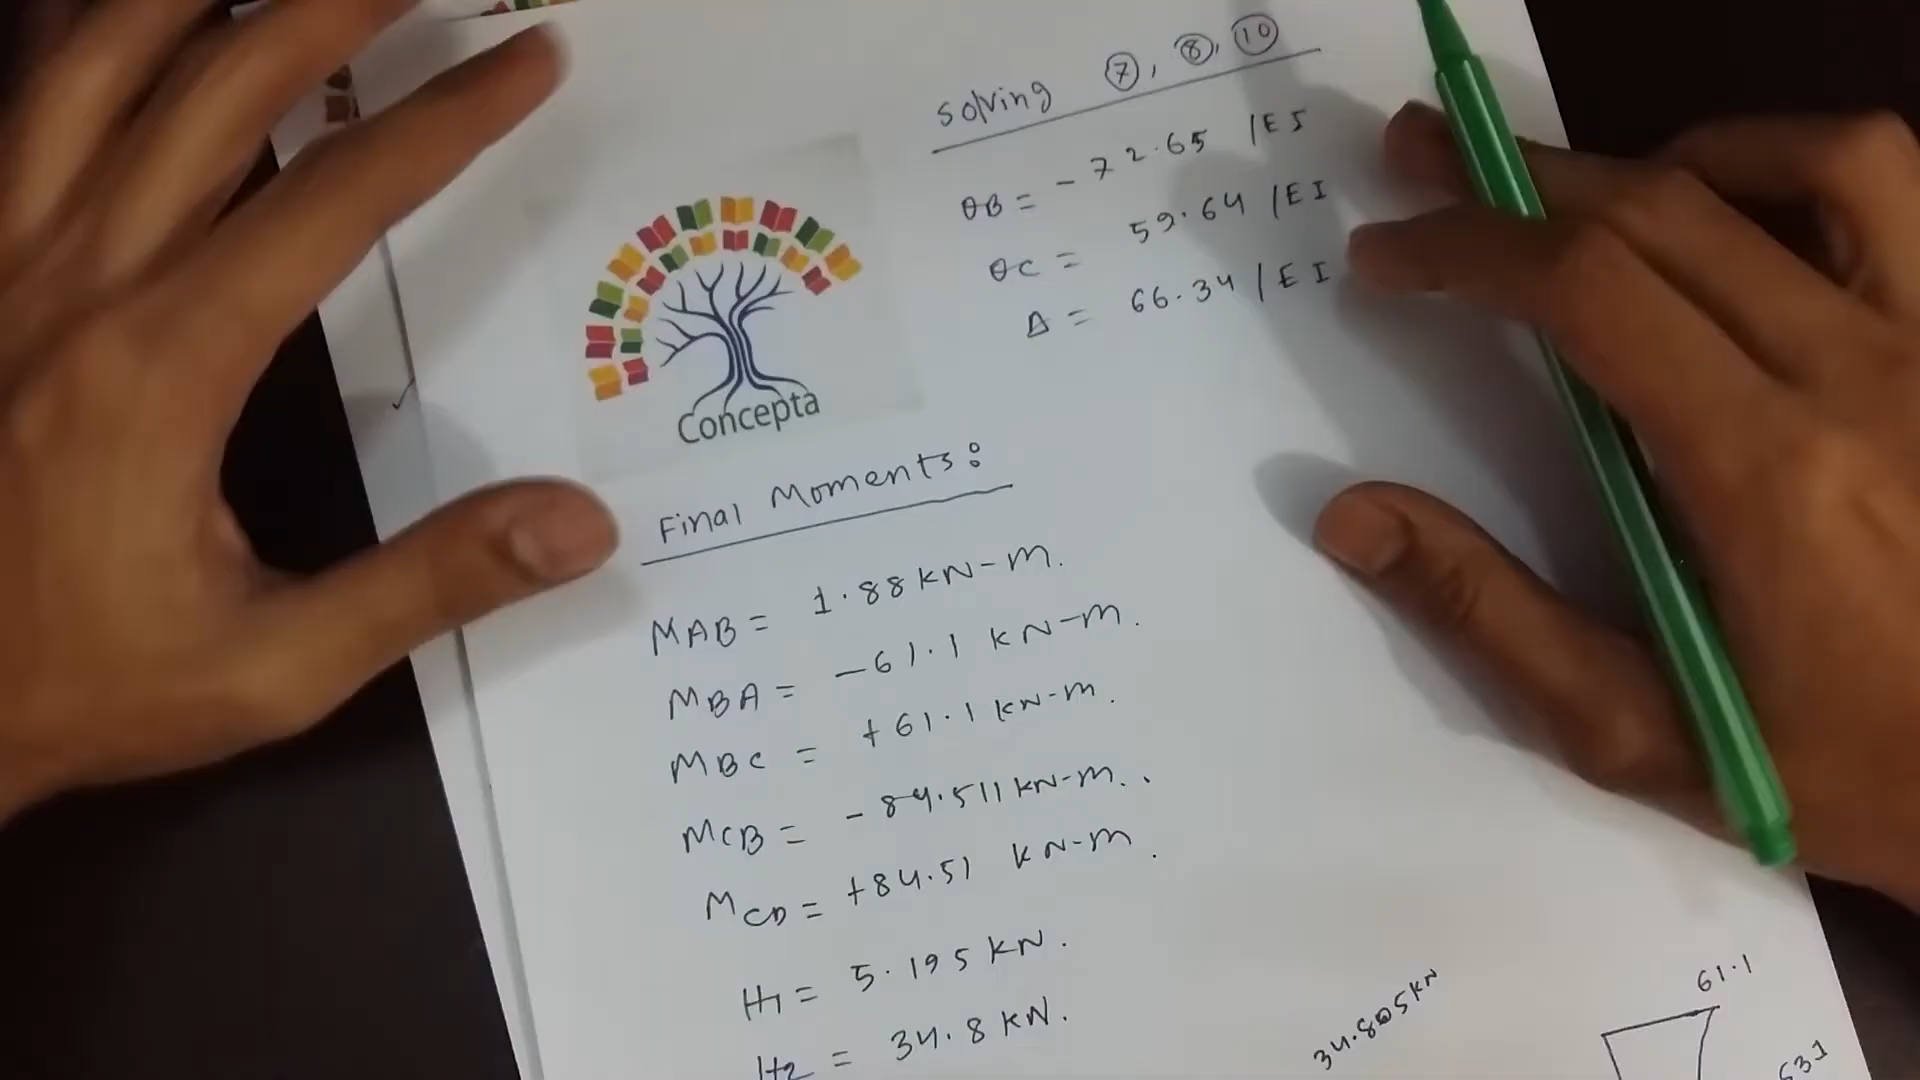 solving ⑦, ⑧, ⑩
θB = - 72.65 /EI
θC = 59.64 /EI
Δ = 66.34 /EI
Concepta
Final Moments:
MAB = 1.88 KN-m.
MBA = -61.1 KN-m.
MBC = +61.1 KN-m.
MCB = - 84.511 KN-m..
MCD = +84.51 KN-m.
H1 = 5.195 KN.
H2 = 34.8 KN.
34.805KN
61.1